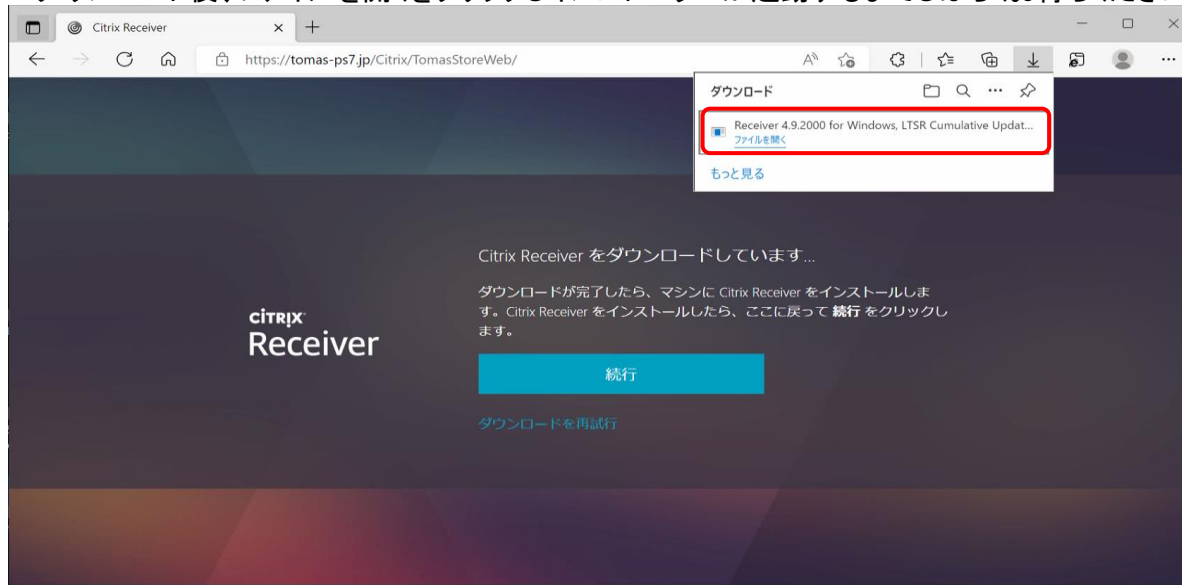 Citrix Receiver
https://tomas-ps7.jp/Citrix/TomasStoreWeb/
ダウンロード
Receiver 4.9.2000 for Windows, LTSR Cumulative Updat...
ファイルを開く
もっと見る
Citrix Receiver をダウンロードしています...
ダウンロードが完了したら、マシンに Citrix Receiver をインストールしま
す。Citrix Receiver をインストールしたら、ここに戻って 続行 をクリックし
ます。
CİTRIX
Receiver
続行
ダウンロードを再試行